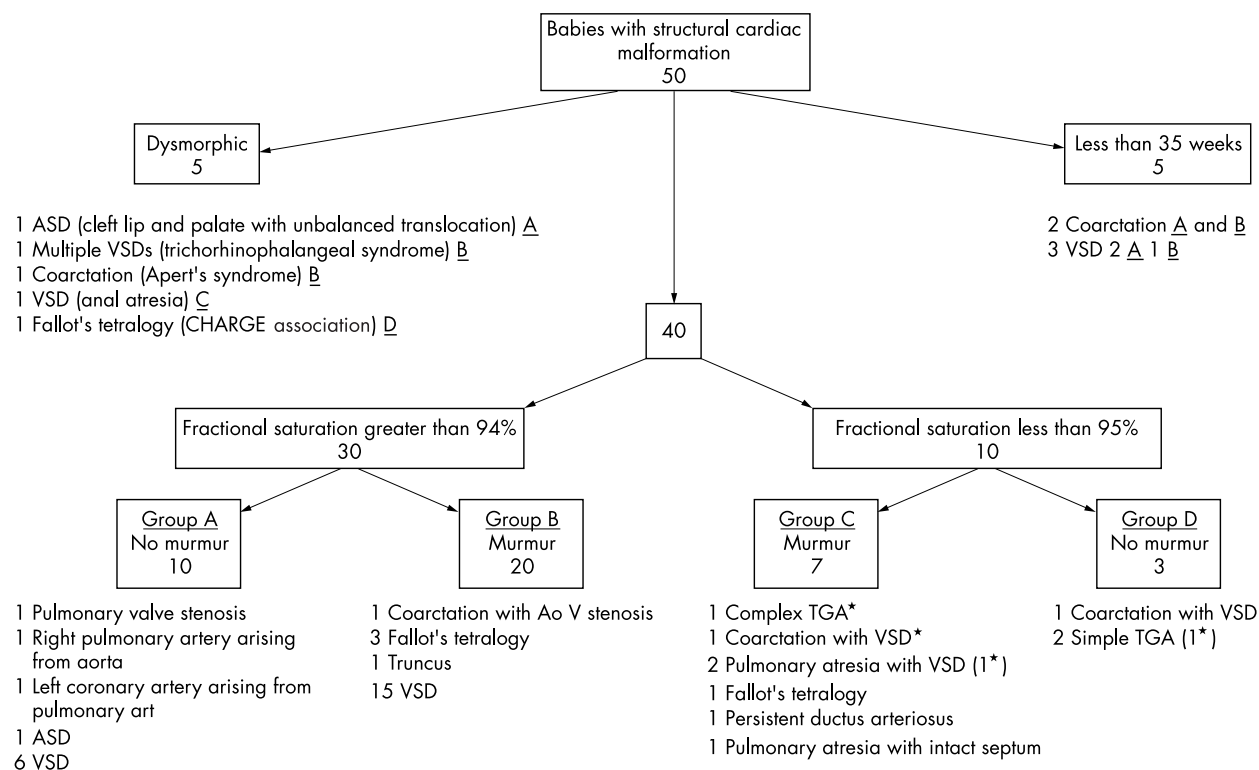 Babies with structural cardiac
malformation
50
Dysmorphic
5
Less than 35 weeks
5
1 ASD (cleft lip and palate with unbalanced translocation) A
1 Multiple VSDs (trichorhinophalangeal syndrome) B
1 Coarctation (Apert's syndrome) B
1 VSD (anal atresia) C
1 Fallot's tetralogy (CHARGE association) D
2 Coarctation A and B
3 VSD 2 A 1 B
40
Fractional saturation greater than 94%
30
Fractional saturation less than 95%
10
Group A
No murmur
10
Group B
Murmur
20
Group C
Murmur
7
Group D
No murmur
3
1 Pulmonary valve stenosis
1 Right pulmonary artery arising
from aorta
1 Left coronary artery arising from
pulmonary art
1 ASD
6 VSD
1 Coarctation with Ao V stenosis
3 Fallot's tetralogy
1 Truncus
15 VSD
1 Complex TGA★
1 Coarctation with VSD★
2 Pulmonary atresia with VSD (1★)
1 Fallot's tetralogy
1 Persistent ductus arteriosus
1 Pulmonary atresia with intact septum
1 Coarctation with VSD
2 Simple TGA (1★)